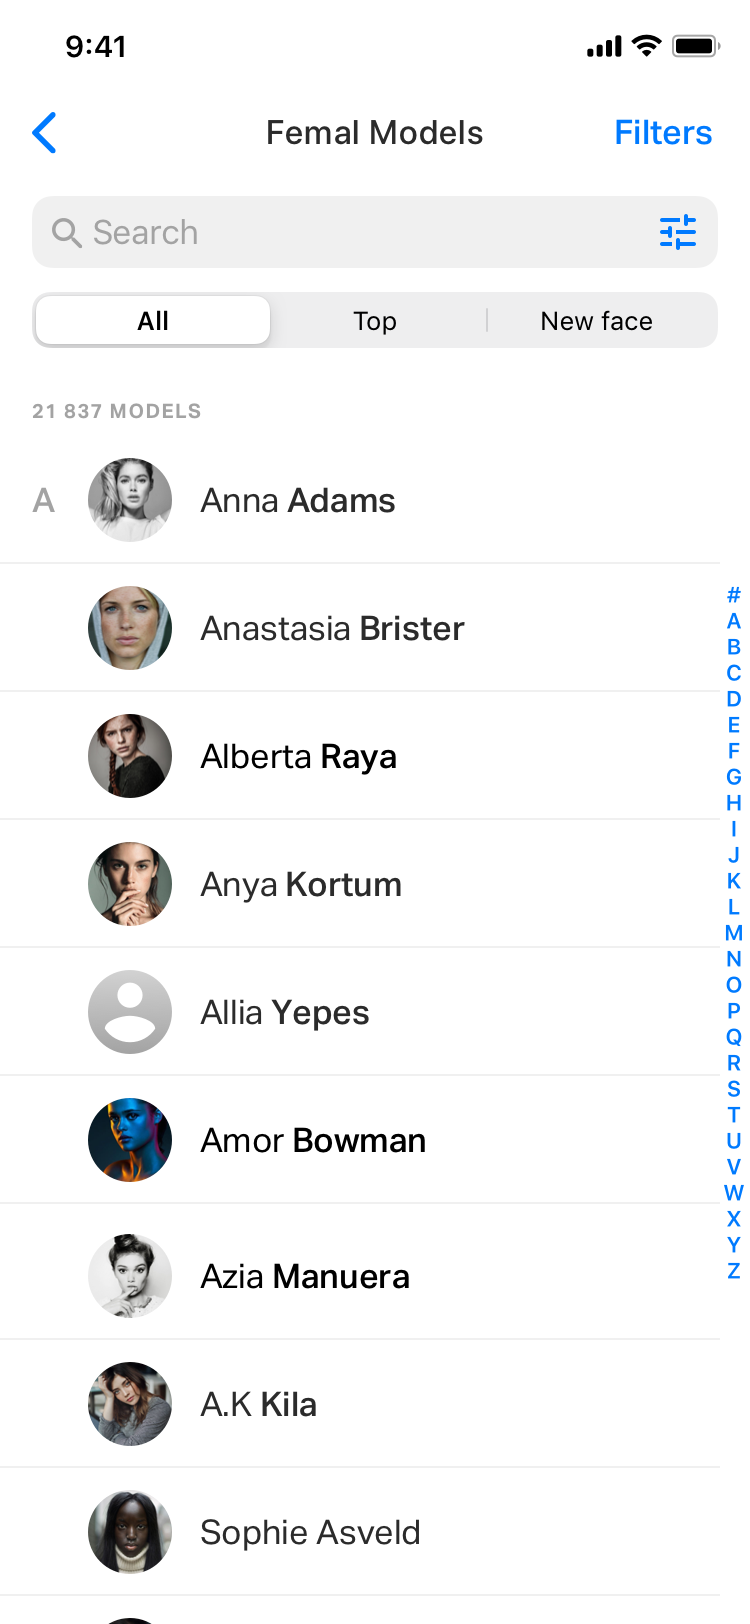 9:41
Femal Models
Filters
Search
All
Top
New face
21 837 MODELS
A
Anna Adams
Anastasia Brister
Alberta Raya
Anya Kortum
Allia Yepes
Amor Bowman
Azia Manuera
A.K Kila
Sophie Asveld
#
A
B
C
D
E
F
G
H
I
J
K
L
M
N
O
P
Q
R
S
T
U
V
W
X
Y
Z